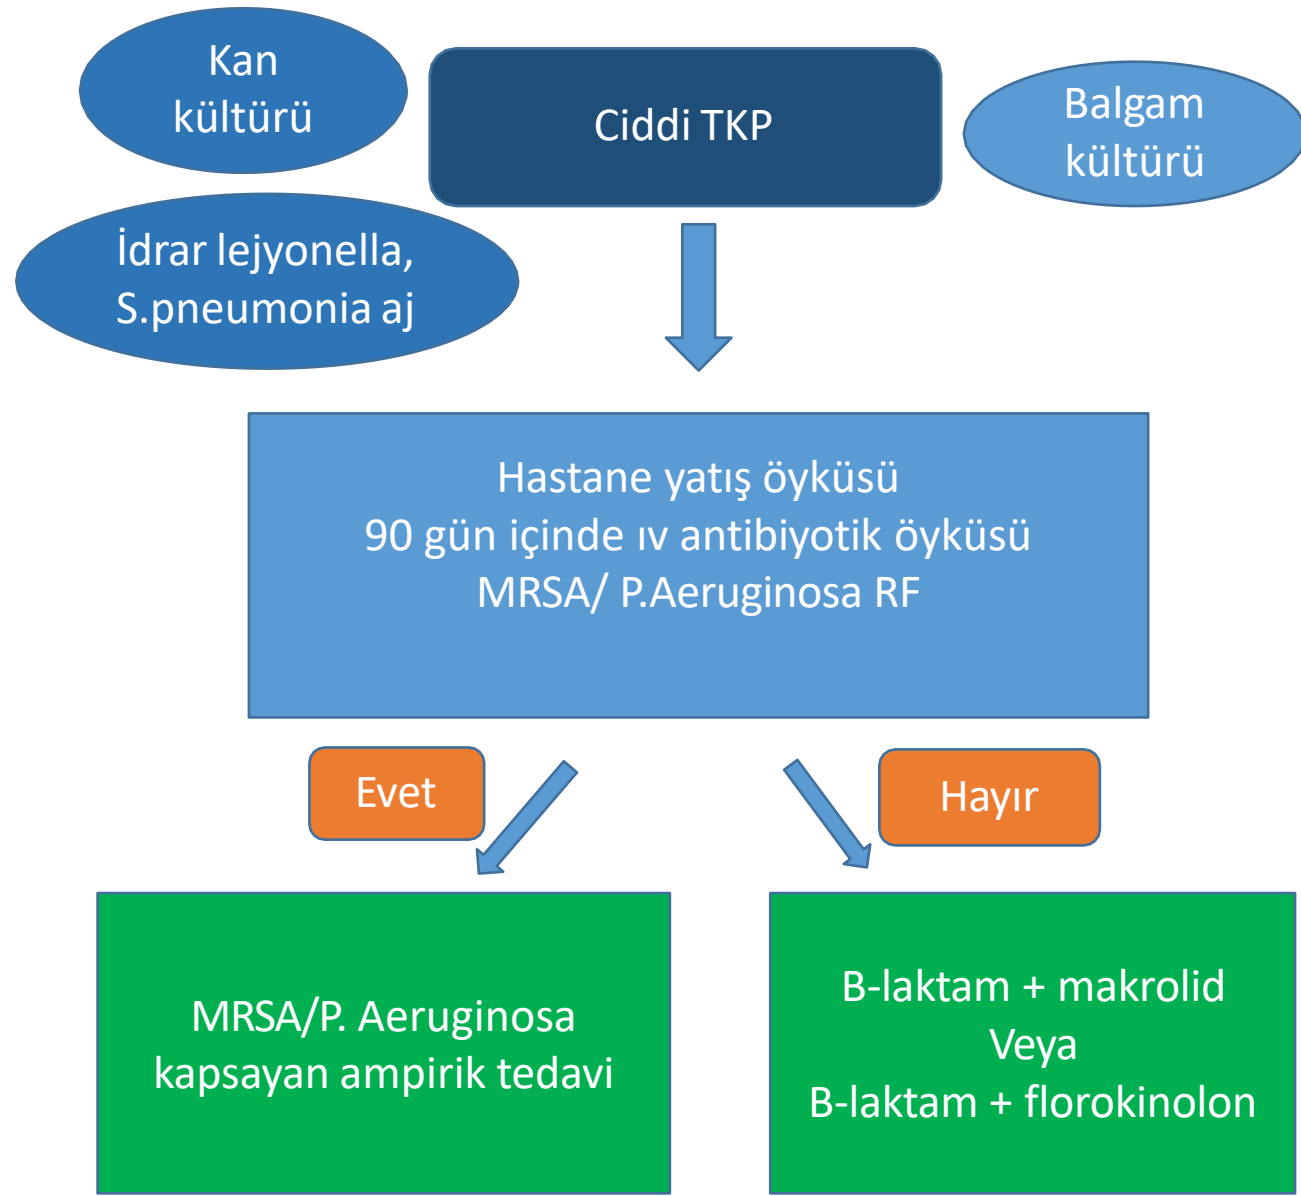 Kan
kültürü
Ciddi TKP
Balgam
kültürü
İdrar lejyonella,
S.pneumonia aj
Hastane yatış öyküsü
90 gün içinde ıv antibiyotik öyküsü
MRSA/ P.Aeruginosa RF
Evet
Hayır
MRSA/P. Aeruginosa
kapsayan ampirik tedavi
B-laktam + makrolid
Veya
B-laktam + florokinolon